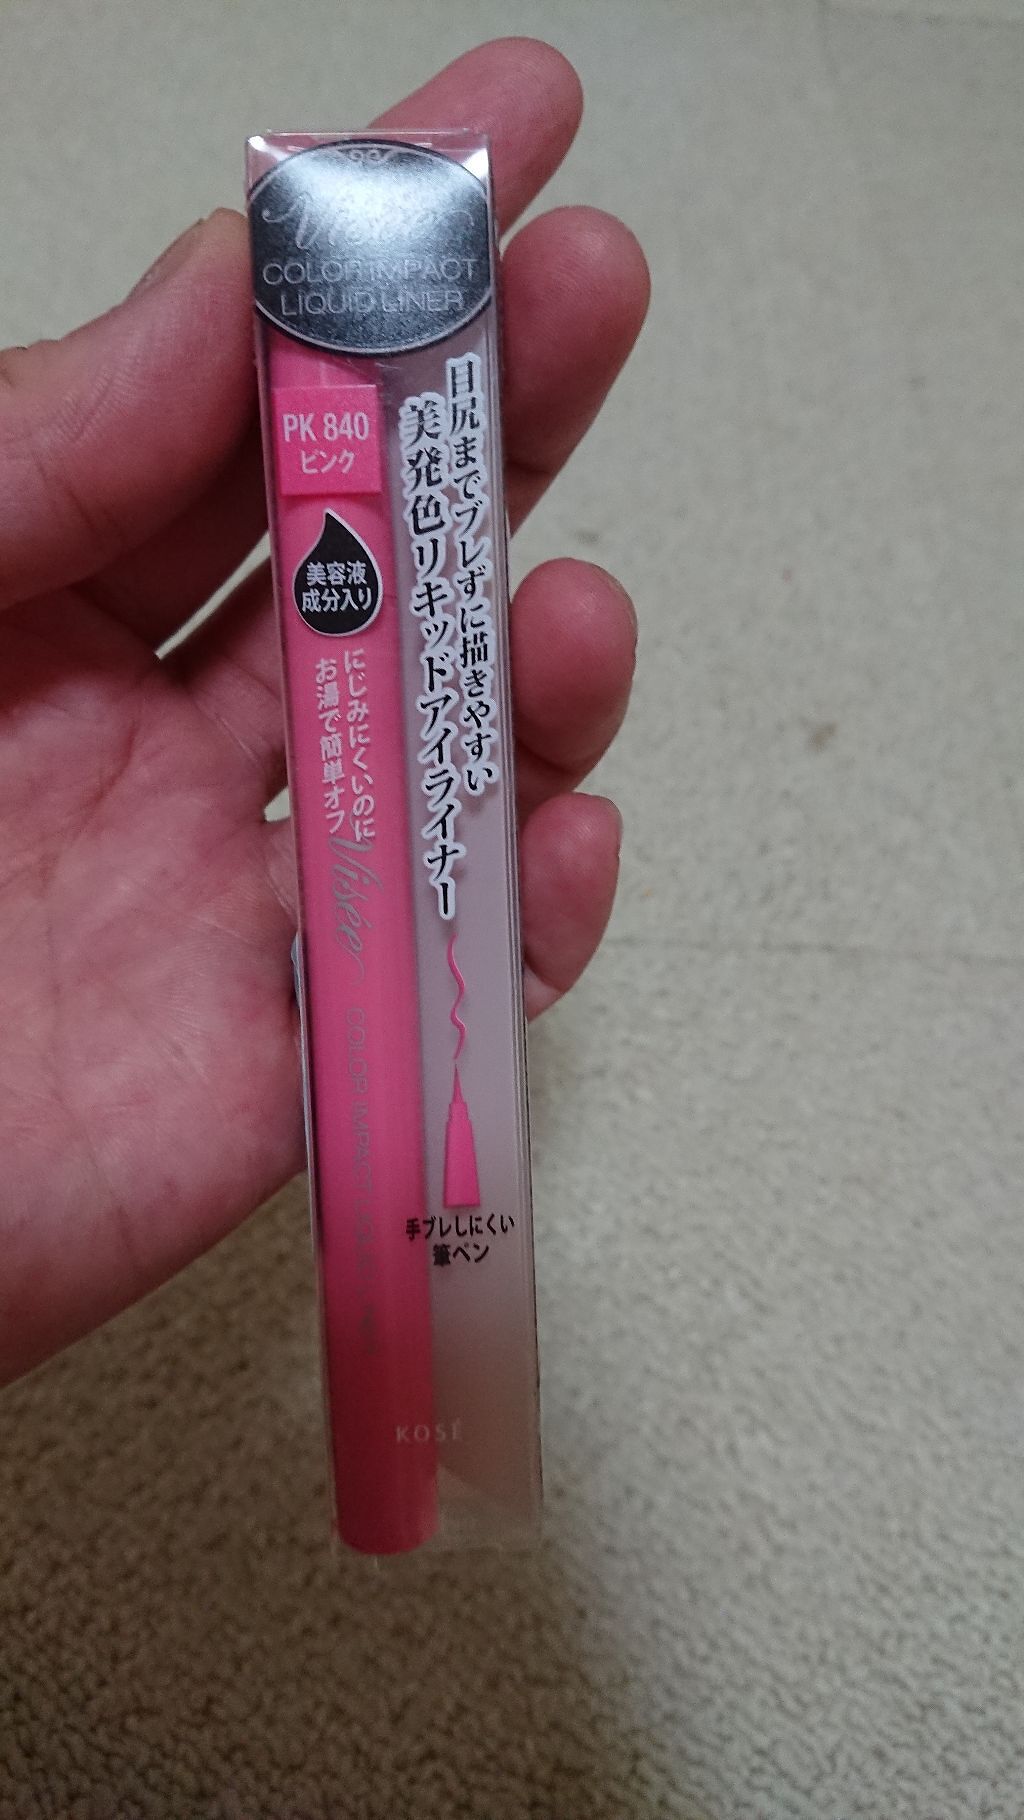 Visée
COLOR IMPACT
LIQUID LINER
PK 840
ピンク
目尻までブレずに描きやすい
美発色リキッドアイライナー
美容液
成分入り
にじみにくいのに
お湯で簡単オフ
Visée
COLOR IMPACT LIQUID LINER
手ブレしにくい
筆ペン
KOSÉ